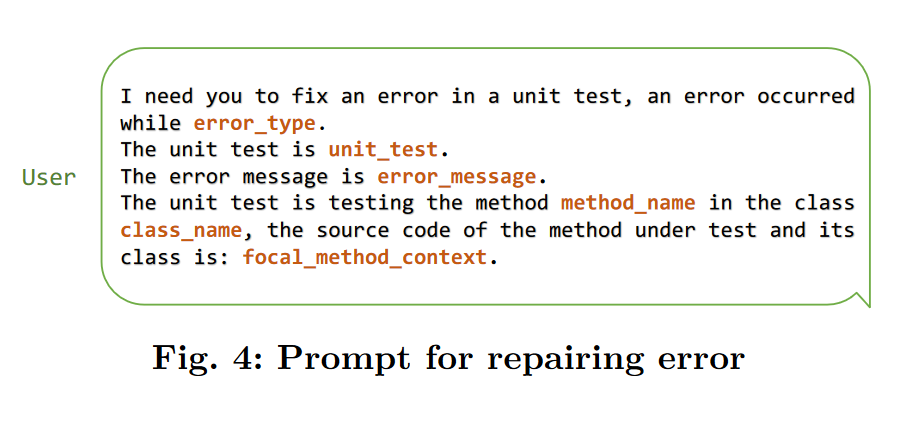 I need you to fix an error in a unit test, an error occurred
while error_type.
The unit test is unit_test.
The error message is error_message.
User
The unit test is testing the method method_name in the class
class_name, the source code of the method under test and its
class is: focal_method_context.
Fig. 4: Prompt for repairing error